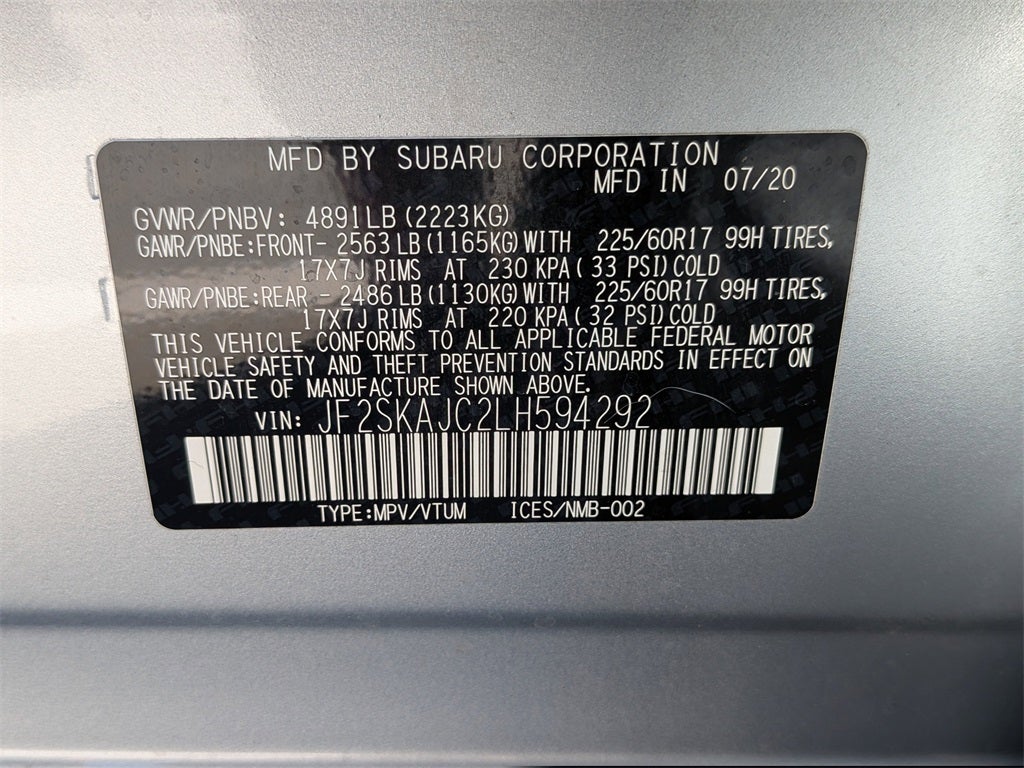 MFD BY SUBARU CORPORATION
MFD IN 07/20
GVWR/PNBV: 4891LB (2223KG)
GAWR/PNBE:FRONT- 2563LB (1165KG)WITH 225/60R17 99H TIRES,
17X7J RIMS AT 230 KPA( 33 PSI)COLD
GAWR/PNBE:REAR - 2486LB (1130KG)WITH 225/60R17 99H TIRES,
17X7J RIMS AT 220 KPA( 32 PSI)COLD
THIS VEHICLE CONFORMS TO ALL APPLICABLE FEDERAL MOTOR
VEHICLE SAFETY AND THEFT PREVENTION STANDARDS IN EFFECT ON
THE DATE OF MANUFACTURE SHOWN ABOVE.
VIN: JF2SKAJC2LH594292
TYPE:MPV/VTUM ICES/NMB-002